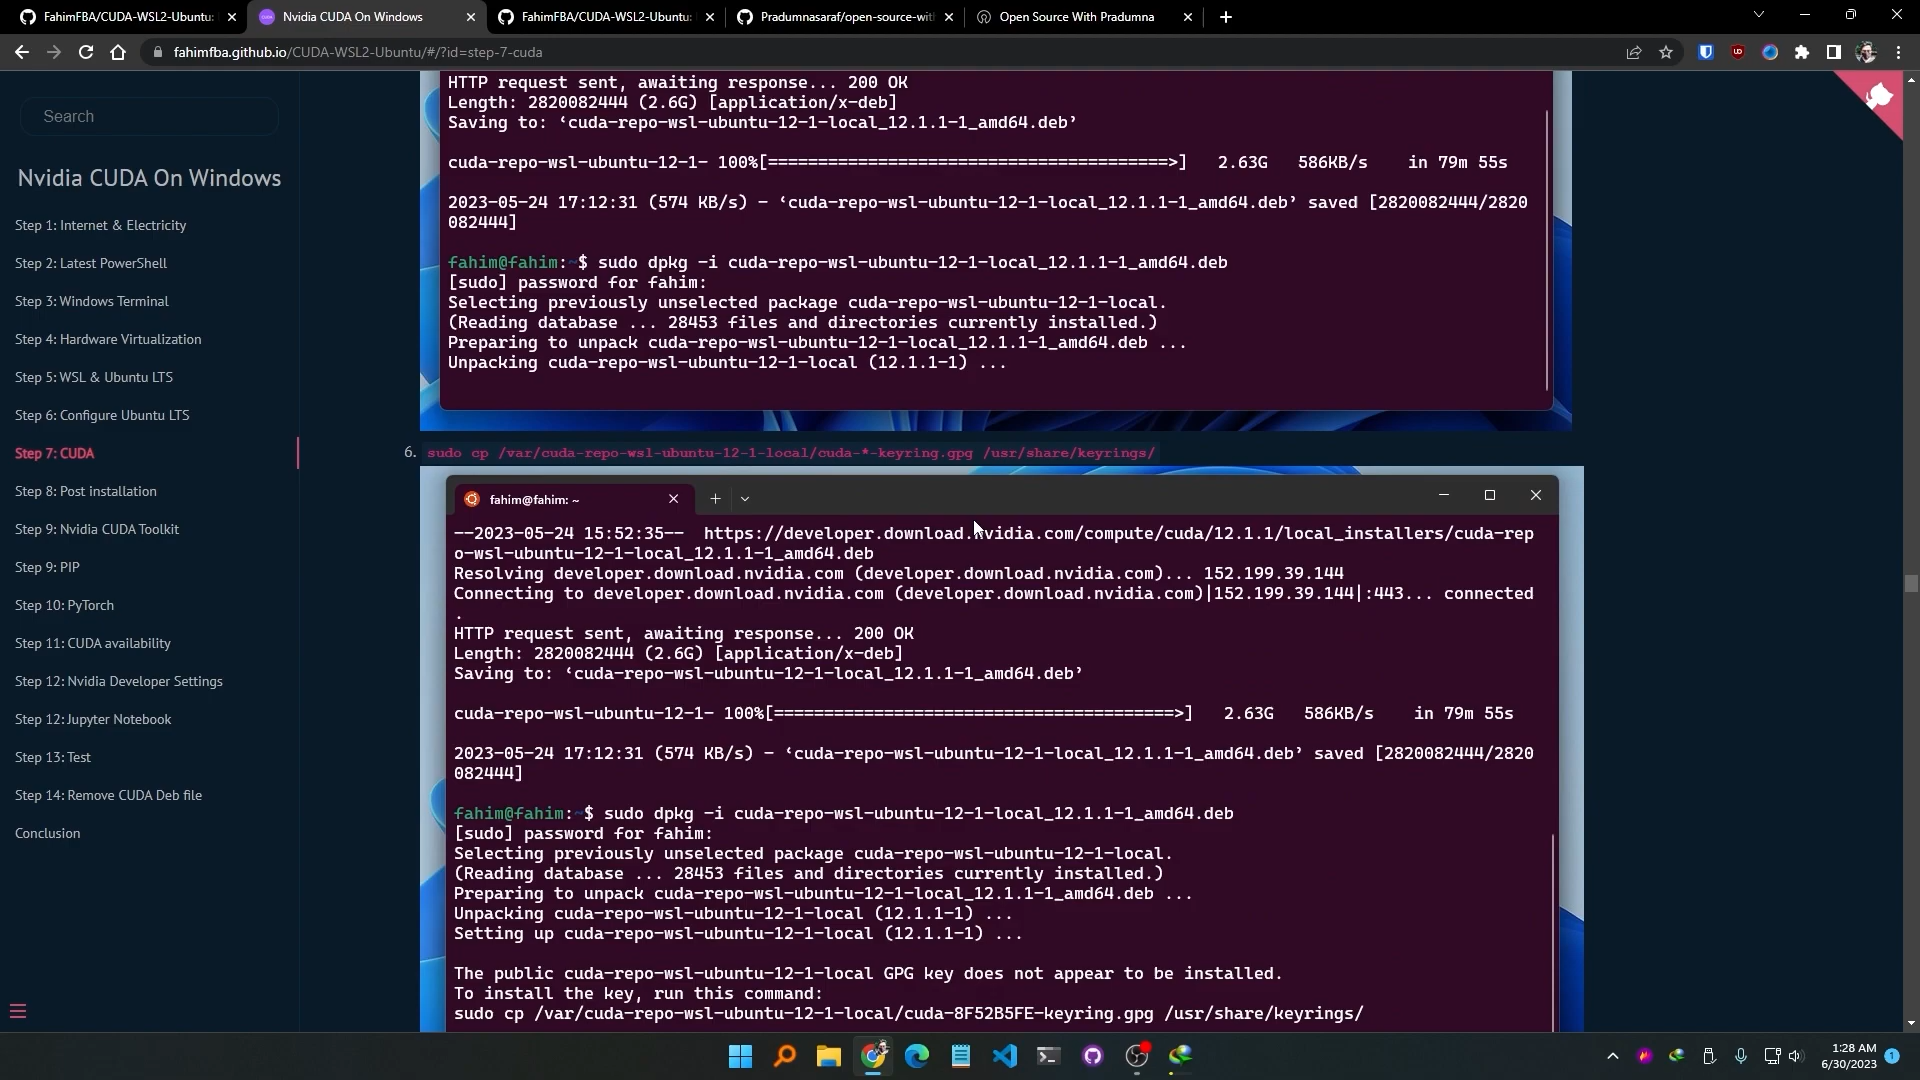 FahimFBA/CUDA-WSL2-Ubuntu:
Nvidia CUDA On Windows
FahimFBA/CUDA-WSL2-Ubuntu:
Pradumnasaraf/open-source-wit
Open Source With Pradumna
fahimfba.github.io/CUDA-WSL2-Ubuntu/#/?id=step-7-cuda
Search
Nvidia CUDA On Windows
Step 1: Internet & Electricity
Step 2: Latest PowerShell
Step 3: Windows Terminal
Step 4: Hardware Virtualization
Step 5: WSL & Ubuntu LTS
Step 6: Configure Ubuntu LTS
Step 7: CUDA
Step 8: Post installation
Step 9: Nvidia CUDA Toolkit
Step 9: PIP
Step 10: PyTorch
Step 11: CUDA availability
Step 12: Nvidia Developer Settings
Step 12: Jupyter Notebook
Step 13: Test
Step 14: Remove CUDA Deb file
Conclusion
HTTP request sent, awaiting response... 200 OK
Length: 2820082444 (2.6G) [application/x-deb]
Saving to: ‘cuda-repo-wsl-ubuntu-12-1-local_12.1.1-1_amd64.deb’
cuda-repo-wsl-ubuntu-12-1- 100%[========================================>]   2.63G   586KB/s    in 79m 55s
2023-05-24 17:12:31 (574 KB/s) - ‘cuda-repo-wsl-ubuntu-12-1-local_12.1.1-1_amd64.deb’ saved [2820082444/2820
082444]
fahim@fahim:~$ sudo dpkg -i cuda-repo-wsl-ubuntu-12-1-local_12.1.1-1_amd64.deb
[sudo] password for fahim:
Selecting previously unselected package cuda-repo-wsl-ubuntu-12-1-local.
(Reading database ... 28453 files and directories currently installed.)
Preparing to unpack cuda-repo-wsl-ubuntu-12-1-local_12.1.1-1_amd64.deb ...
Unpacking cuda-repo-wsl-ubuntu-12-1-local (12.1.1-1) ...
6. sudo cp /var/cuda-repo-wsl-ubuntu-12-1-local/cuda-*-keyring.gpg /usr/share/keyrings/
fahim@fahim: ~
--2023-05-24 15:52:35--  https://developer.download.nvidia.com/compute/cuda/12.1.1/local_installers/cuda-rep
o-wsl-ubuntu-12-1-local_12.1.1-1_amd64.deb
Resolving developer.download.nvidia.com (developer.download.nvidia.com)... 152.199.39.144
Connecting to developer.download.nvidia.com (developer.download.nvidia.com)|152.199.39.144|:443... connected
.
HTTP request sent, awaiting response... 200 OK
Length: 2820082444 (2.6G) [application/x-deb]
Saving to: ‘cuda-repo-wsl-ubuntu-12-1-local_12.1.1-1_amd64.deb’
cuda-repo-wsl-ubuntu-12-1- 100%[========================================>]   2.63G   586KB/s    in 79m 55s
2023-05-24 17:12:31 (574 KB/s) - ‘cuda-repo-wsl-ubuntu-12-1-local_12.1.1-1_amd64.deb’ saved [2820082444/2820
082444]
fahim@fahim:~$ sudo dpkg -i cuda-repo-wsl-ubuntu-12-1-local_12.1.1-1_amd64.deb
[sudo] password for fahim:
Selecting previously unselected package cuda-repo-wsl-ubuntu-12-1-local.
(Reading database ... 28453 files and directories currently installed.)
Preparing to unpack cuda-repo-wsl-ubuntu-12-1-local_12.1.1-1_amd64.deb ...
Unpacking cuda-repo-wsl-ubuntu-12-1-local (12.1.1-1) ...
Setting up cuda-repo-wsl-ubuntu-12-1-local (12.1.1-1) ...
The public cuda-repo-wsl-ubuntu-12-1-local GPG key does not appear to be installed.
To install the key, run this command:
sudo cp /var/cuda-repo-wsl-ubuntu-12-1-local/cuda-8F52B5FE-keyring.gpg /usr/share/keyrings/
1:28 AM
6/30/2023
1